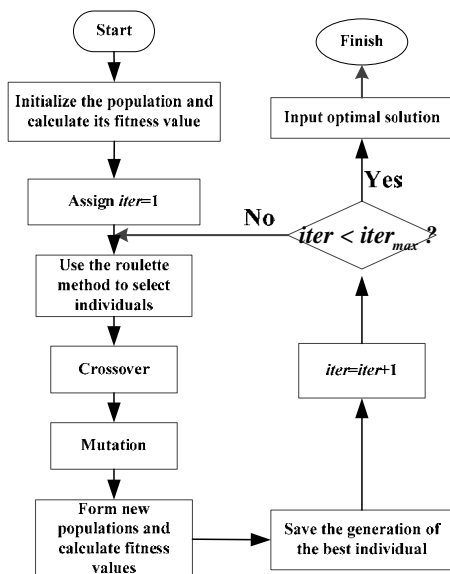 Start
Initialize the population and
calculate its fitness value
Assign iter=1
Use the roulette
method to select
individuals
Crossover
Mutation
Form new
populations and
calculate fitness
values
Save the generation of
the best individual
iter=iter+1
iter < iter_max ?
No
Yes
Input optimal solution
Finish